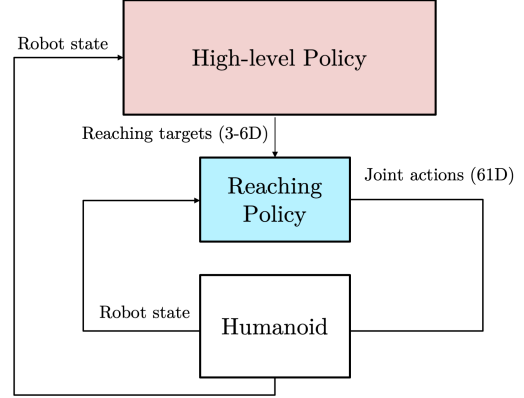 Robot state
High-level Policy
Reaching targets (3-6D)
Reaching
Policy
Joint actions (61D)
Robot state
Humanoid